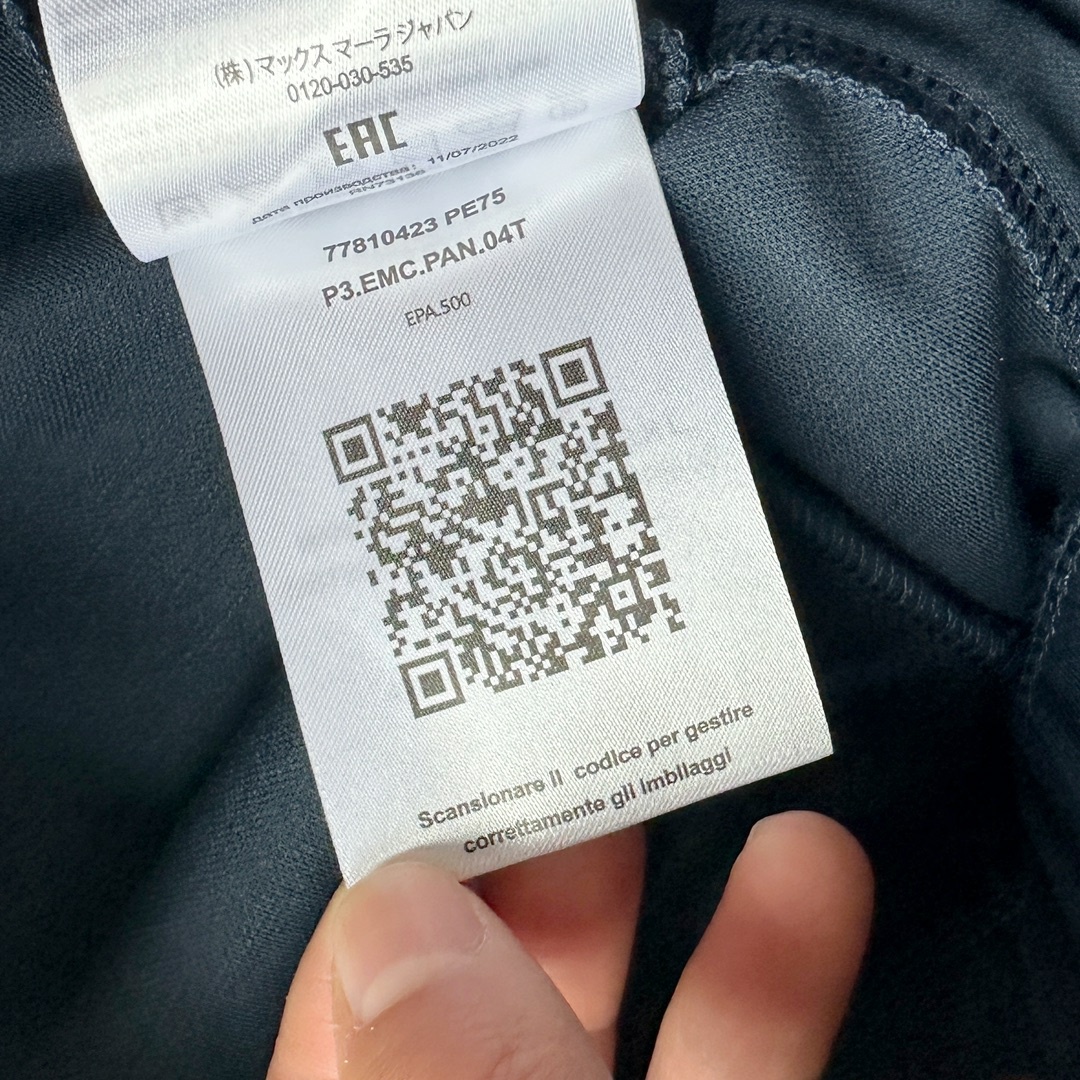 (株)マックスマーラジャパン
0120-030-535
EAC
дата производства: 11/07/2022
RN73136
77810423 PE75
P3.EMC.PAN.04T
EPA.500
Scansionare il codice per gestire
correttamente gli imballaggi